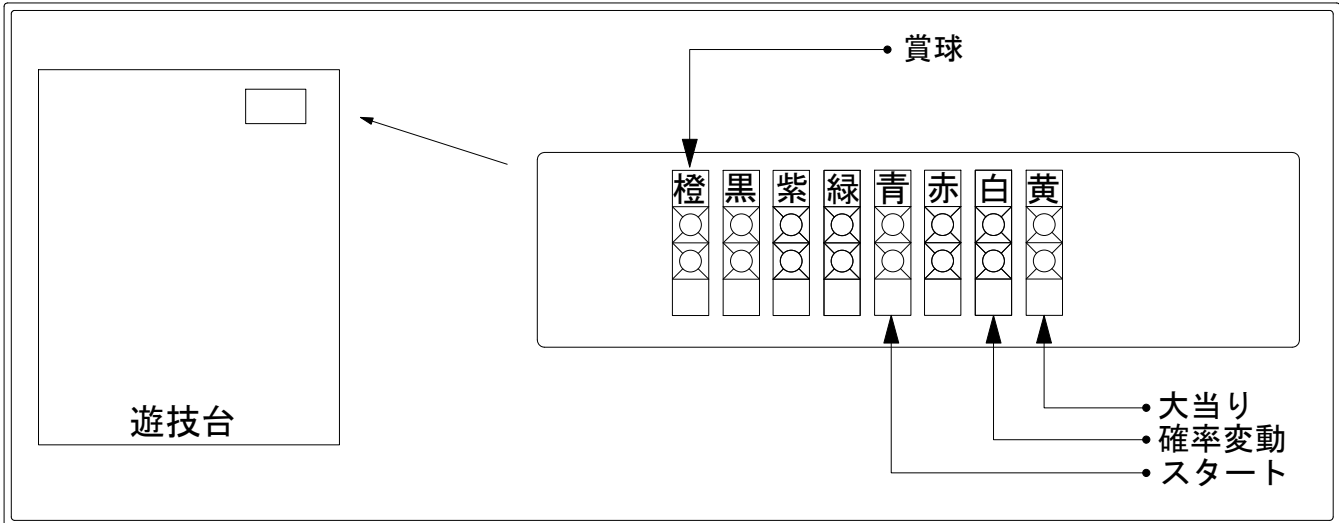 賞球
橙 黒 紫 緑 青 赤 白 黄
遊技台
大当り
確率変動
スタート